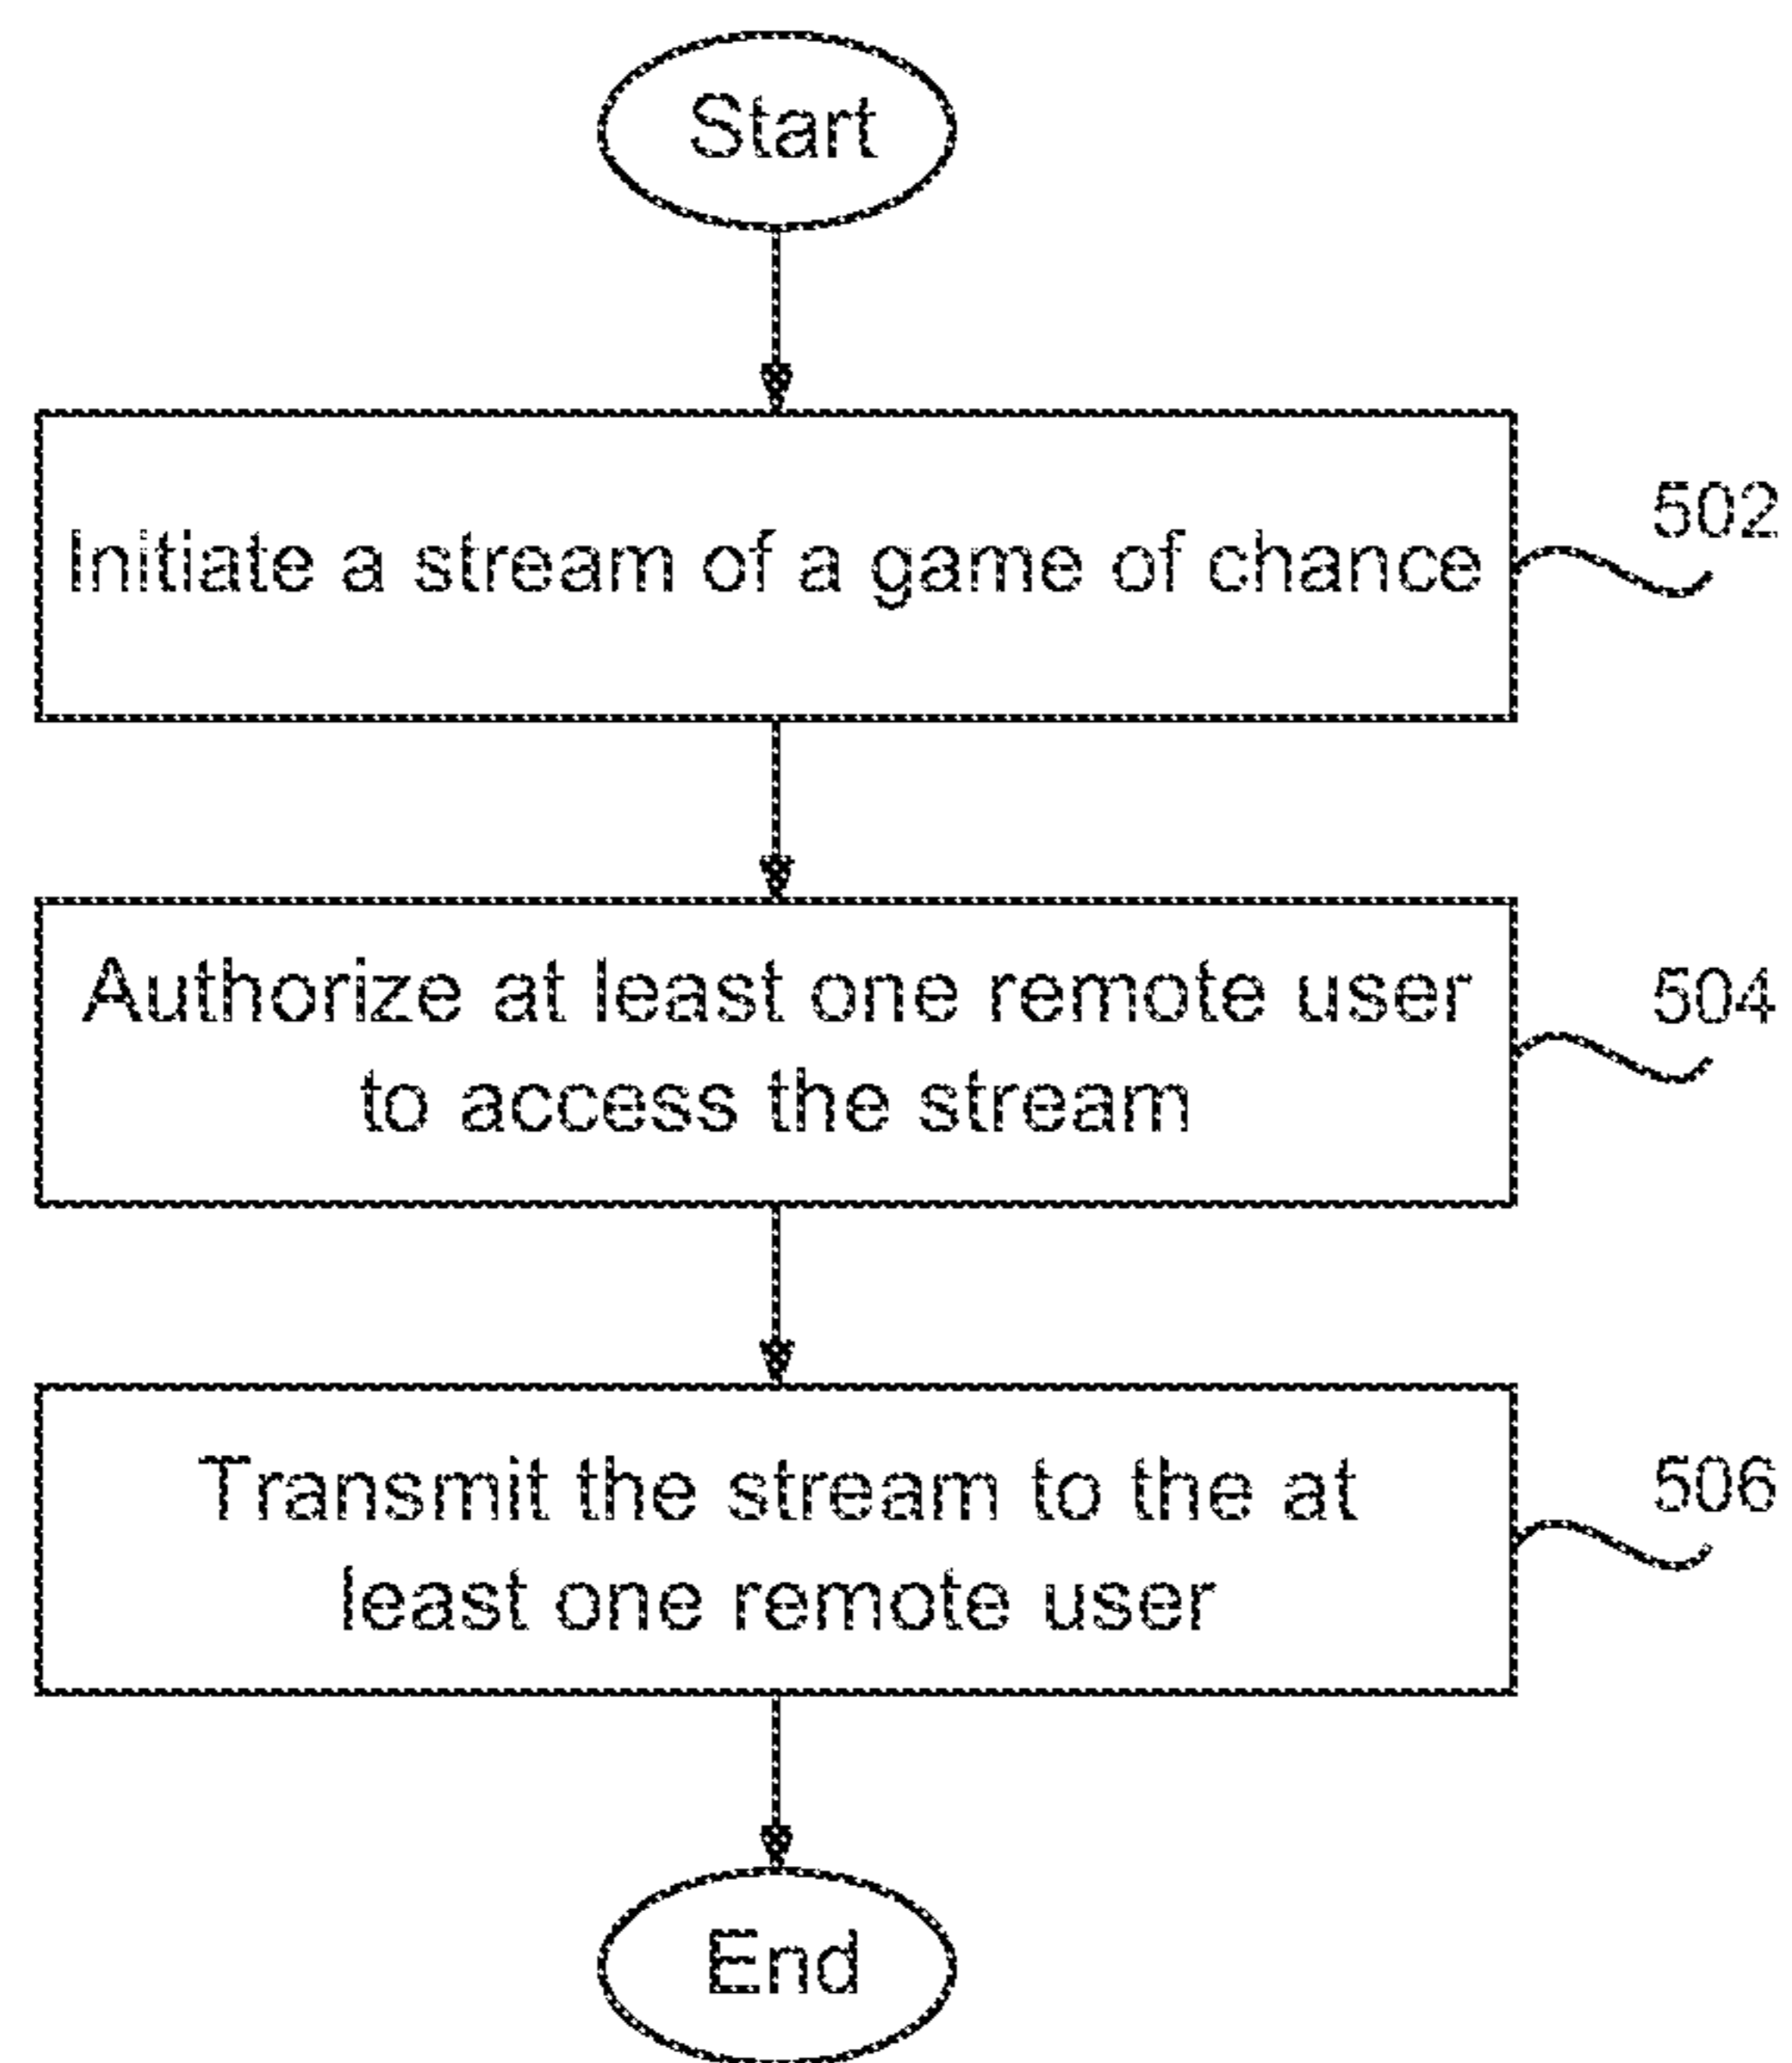 Start
Initiate a stream of a game of chance
502
Authorize at least one remote user
to access the stream
504
Transmit the stream to the at
least one remote user
506
End